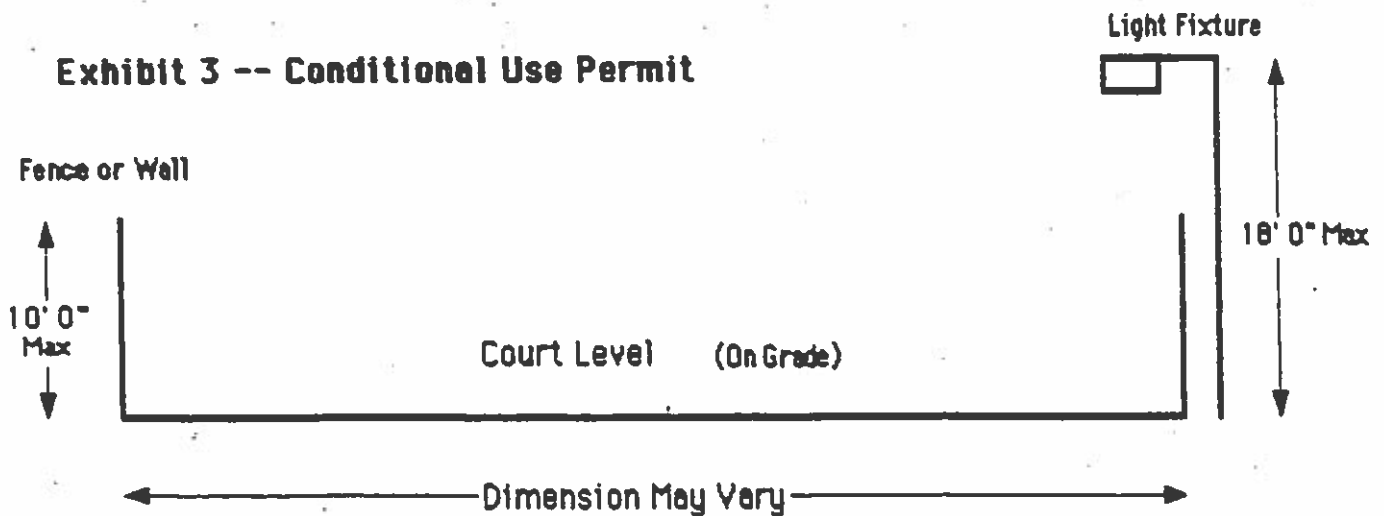 Light Fixture
Exhibit 3 -- Conditional Use Permit
Fence or Wall
10' 0"
Max
18' 0" Max
Court Level (On Grade)
Dimension May Vary